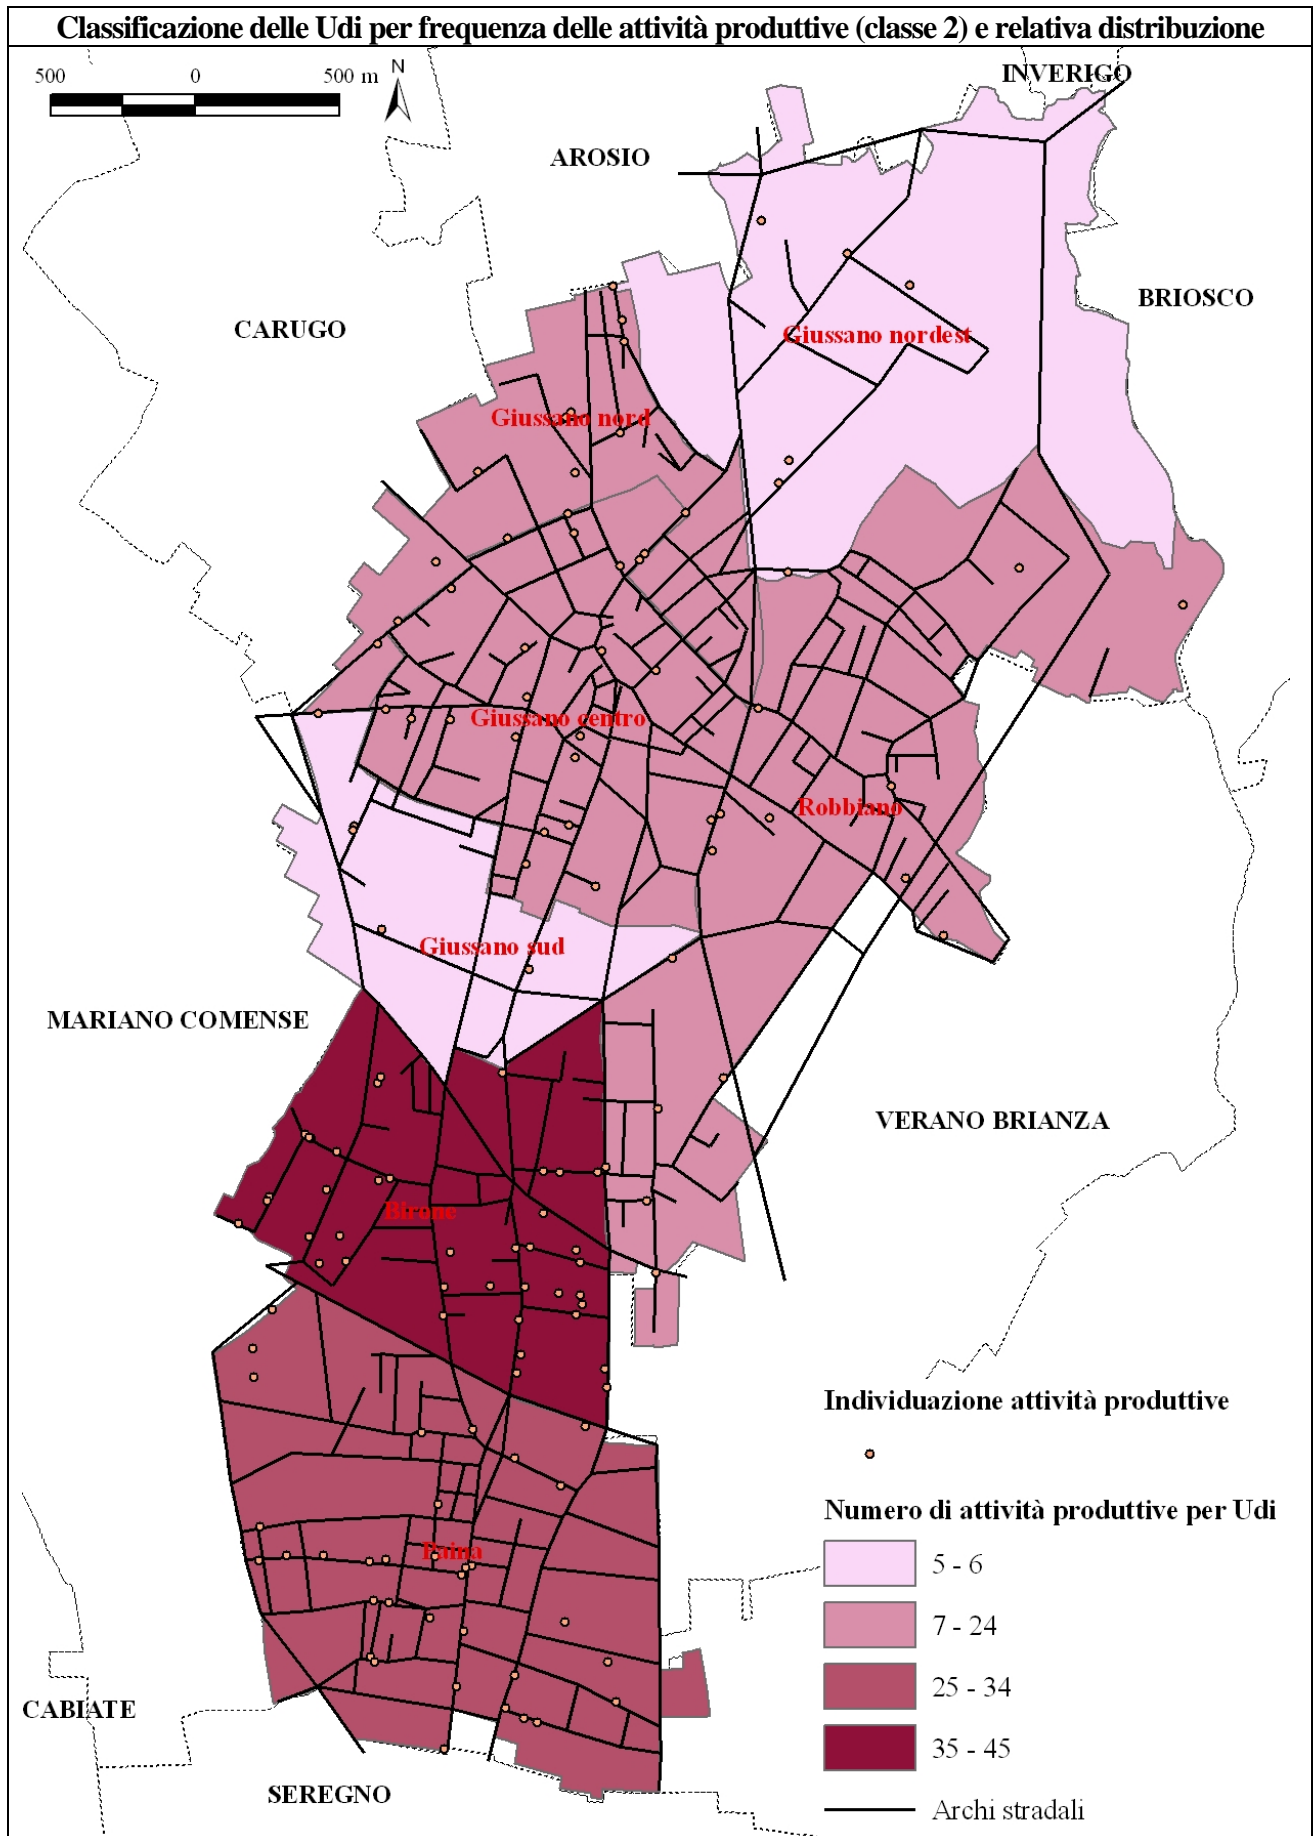 Classificazione delle Udi per frequenza delle attività produttive (classe 2) e relativa distribuzione
500 0 500 m
N
INVERIGO
AROSIO
BRIOSCO
CARUGO
Giussano nordest
Giussano nord
Giussano centro
Robbiano
Giussano sud
MARIANO COMENSE
VERANO BRIANZA
Birone
Individuazione attività produttive
Numero di attività produttive per Udi
Paina
5 - 6
7 - 24
25 - 34
CABIATE
35 - 45
SEREGNO
Archi stradali